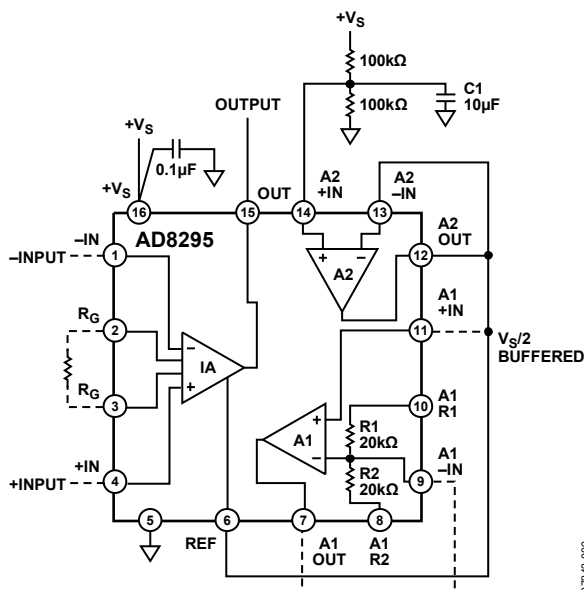 +VS
100kΩ
100kΩ
C1
10µF
OUTPUT
+VS
0.1µF
+VS
OUT
A2
+IN
A2
–IN
16
15
14
13
AD8295
A2
OUT
12
–IN
–INPUT
1
+
–
A2
A1
+IN
11
VS/2
BUFFERED
RG
2
–
IA
+
RG
3
A1
R1
10
+
A1
–
R1
20kΩ
R2
20kΩ
A1
–IN
9
+IN
+INPUT
4
5
6
7
8
REF
A1
OUT
A1
R2